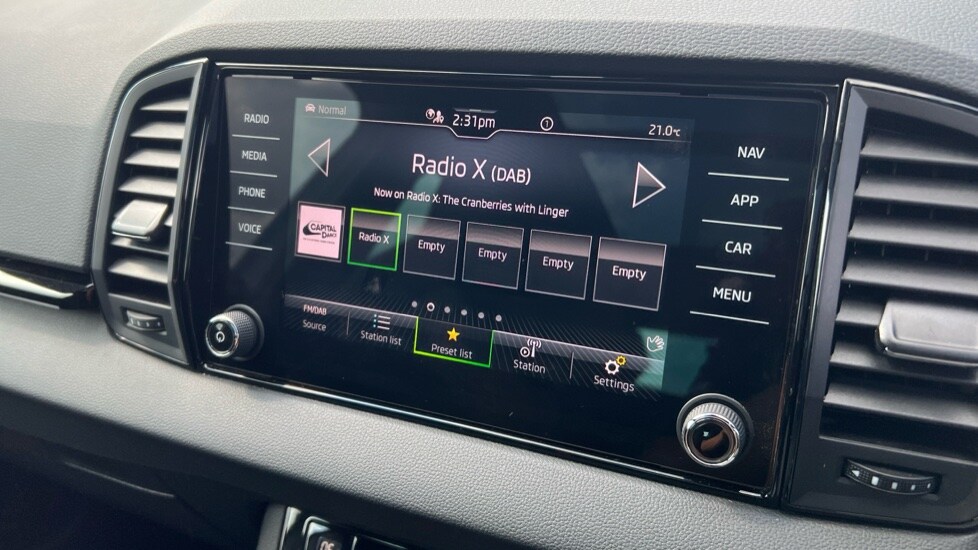 RADIO
MEDIA
PHONE
VOICE
Normal
2:31pm
21.0°C
Radio X (DAB)
Now on Radio X: The Cranberries with Linger
CAPITAL
DANCE
Radio X
Empty
Empty
Empty
Empty
FM/DAB
Source
Station list
Preset list
Station
Settings
NAV
APP
CAR
MENU